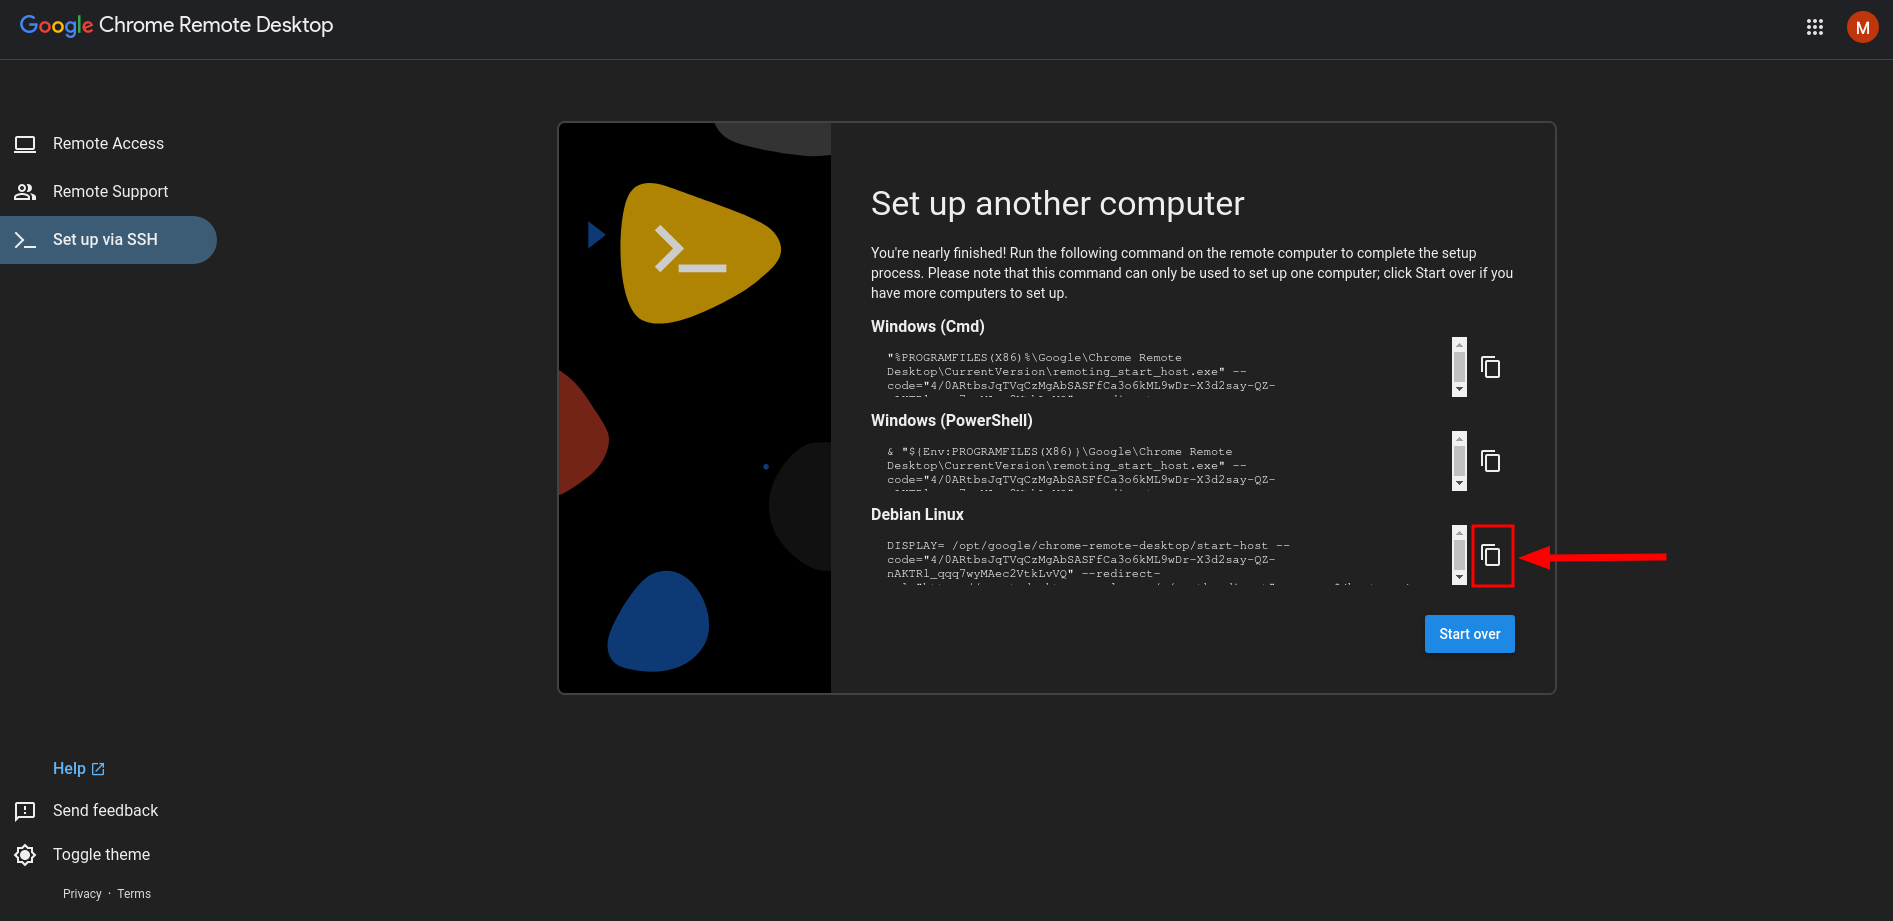 Google Chrome Remote Desktop
M
Remote Access
Remote Support
Set up via SSH
Set up another computer
You're nearly finished! Run the following command on the remote computer to complete the setup
process. Please note that this command can only be used to set up one computer; click Start over if you
have more computers to set up.
Windows (Cmd)
"%PROGRAMFILES(X86)%\Google\Chrome Remote
Desktop\CurrentVersion\remoting_start_host.exe" --
code="4/0ARtbsJqTVqCzMgAbSASFfCa3o6kML9wDr-X3d2say-QZ-
Windows (PowerShell)
& "${Env:PROGRAMFILES(X86)}\Google\Chrome Remote
Desktop\CurrentVersion\remoting_start_host.exe" --
code="4/0ARtbsJqTVqCzMgAbSASFfCa3o6kML9wDr-X3d2say-QZ-
Debian Linux
DISPLAY= /opt/google/chrome-remote-desktop/start-host --
code="4/0ARtbsJqTVqCzMgAbSASFfCa3o6kML9wDr-X3d2say-QZ-
nAKTRl_qqq7wyMAec2VtkLvVQ" --redirect-
Start over
Help
Send feedback
Toggle theme
Privacy · Terms